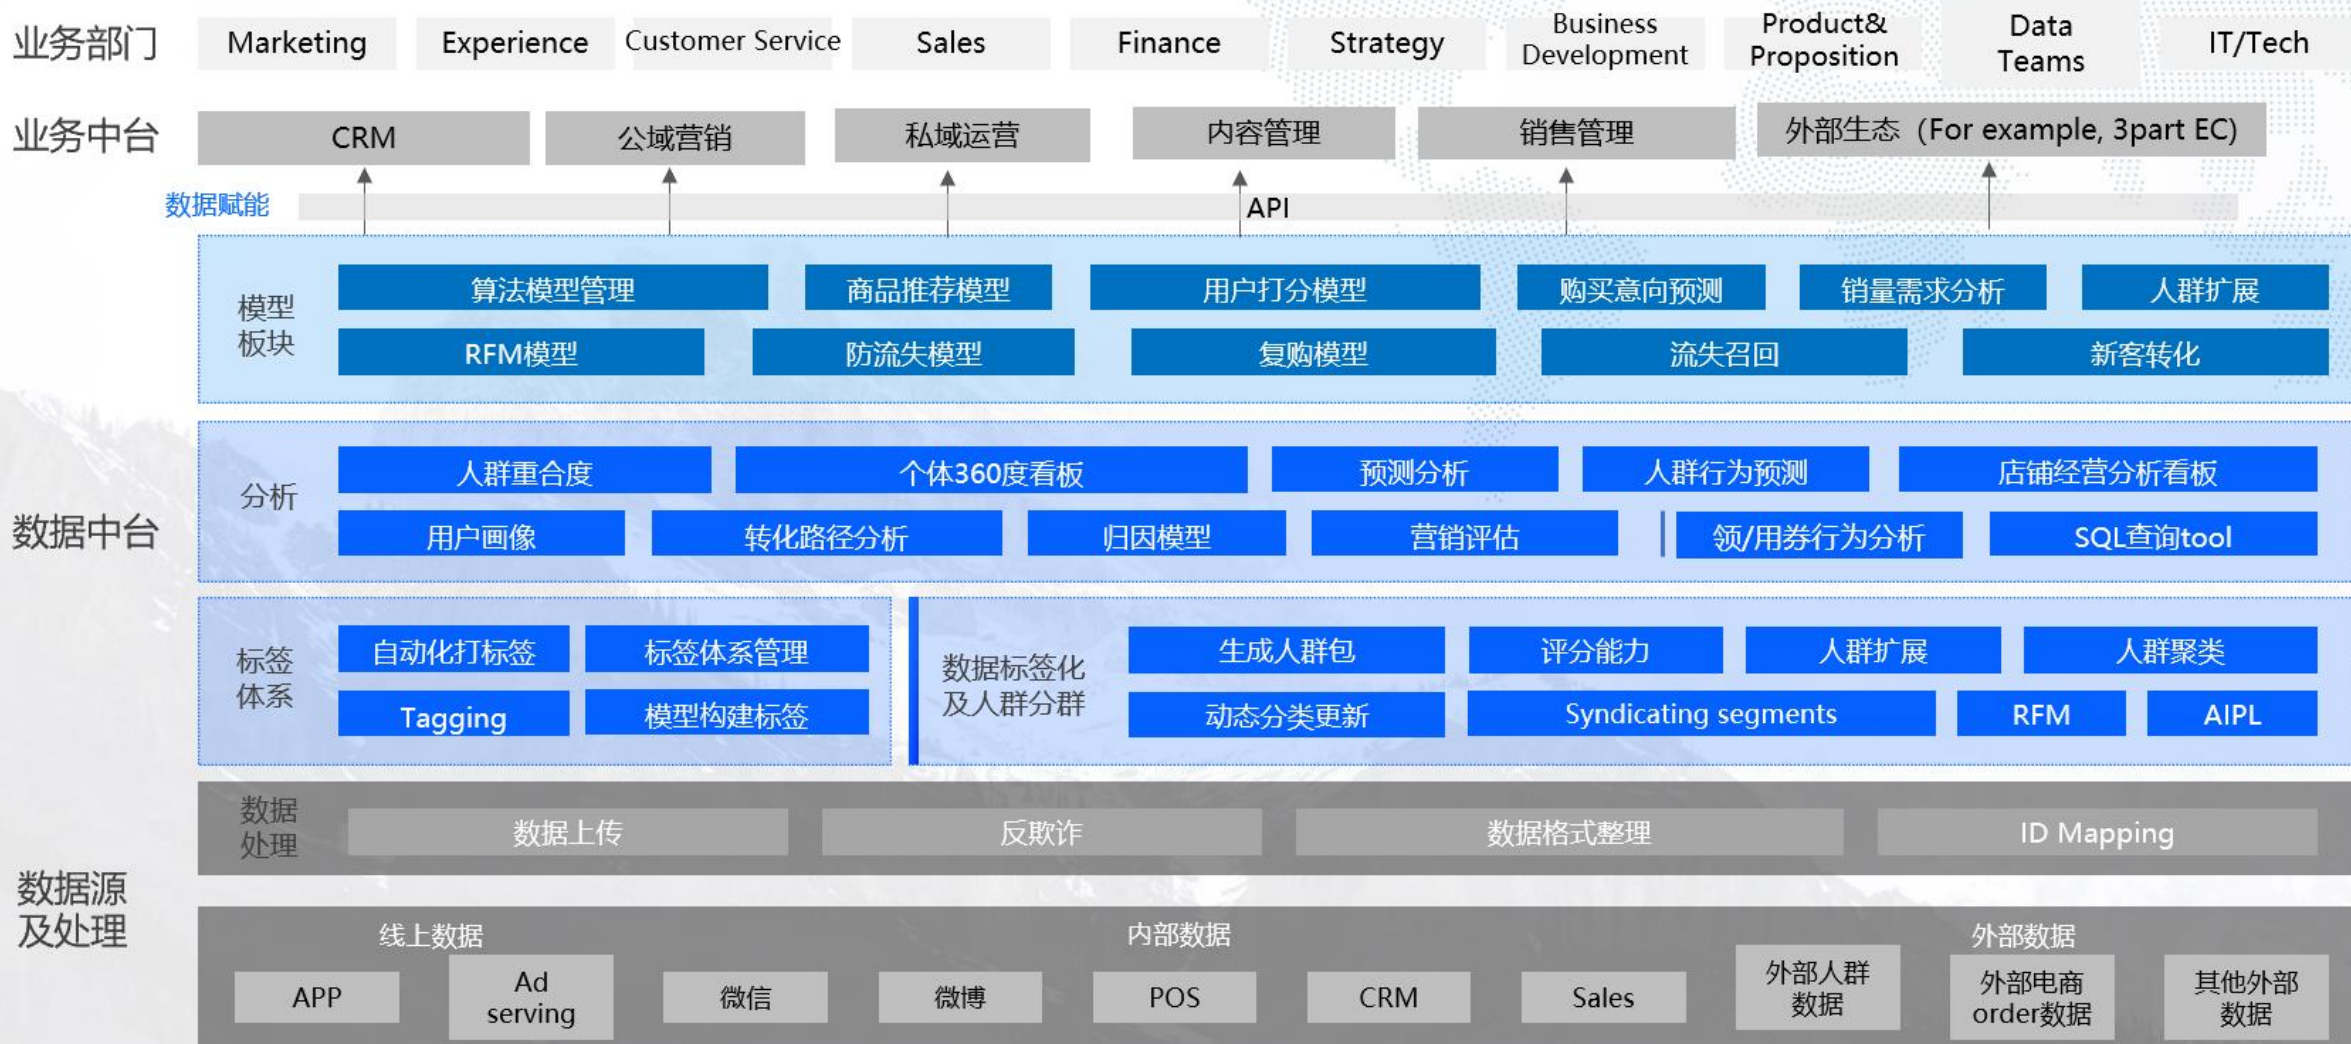 业务部门
Marketing
Experience
Customer Service
Sales
Finance
Strategy
Business
Development
Product&
Proposition
Data
Teams
IT/Tech
业务中台
CRM
公域营销
私域运营
内容管理
销售管理
外部生态（For example, 3part EC)
数据赋能
API
模型
板块
算法模型管理
商品推荐模型
用户打分模型
购买意向预测
销量需求分析
人群扩展
RFM模型
防流失模型
复购模型
流失召回
新客转化
数据中台
分析
人群重合度
个体360度看板
预测分析
人群行为预测
店铺经营分析看板
用户画像
转化路径分析
归因模型
营销评估
领/用券行为分析
SQL查询tool
标签
体系
自动化打标签
标签体系管理
Tagging
模型构建标签
数据标签化
及人群分群
生成人群包
评分能力
人群扩展
人群聚类
动态分类更新
Syndicating segments
RFM
AIPL
数据源
及处理
数据
处理
数据上传
反欺诈
数据格式整理
ID Mapping
线上数据
内部数据
外部数据
APP
Ad
serving
微信
微博
POS
CRM
Sales
外部人群
数据
外部电商
order数据
其他外部
数据